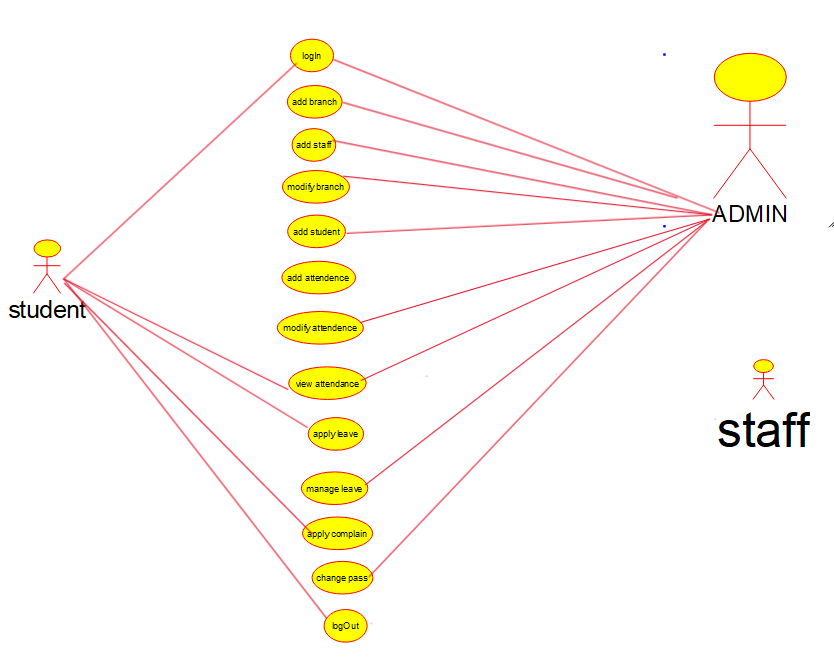 logIn
add branch
add staff
modify branch
ADMIN
add student
add attendence
student
modify attendence
view attendance
apply leave
staff
manage leave
apply complain
change pass
logOut